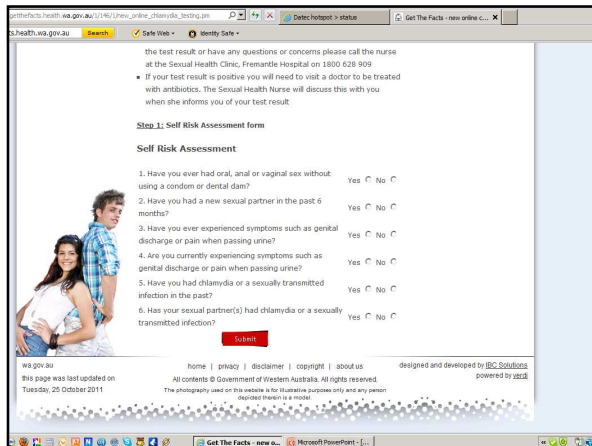 getthefacts.health.wa.gov.au/1/146/1/new_online_chlamydia_testing.pm
Datec hotspot > status
Get The Facts - new online c...
ts.health.wa.gov.au Search Safe Web Identity Safe
the test result or have any questions or concerns please call the nurse
at the Sexual Health Clinic, Fremantle Hospital on 1800 628 909
If your test result is positive you will need to visit a doctor to be treated
with antibiotics. The Sexual Health Nurse will discuss this with you
when she informs you of your test result
Step 1: Self Risk Assessment form
Self Risk Assessment
1. Have you ever had oral, anal or vaginal sex without
using a condom or dental dam? Yes No
2. Have you had a new sexual partner in the past 6
months? Yes No
3. Have you ever experienced symptoms such as genital
discharge or pain when passing urine? Yes No
4. Are you currently experiencing symptoms such as
genital discharge or pain when passing urine? Yes No
5. Have you had chlamydia or a sexually transmitted
infection in the past? Yes No
6. Has your sexual partner(s) had chlamydia or a sexually
transmitted infection? Yes No
Submit
wa.gov.au
this page was last updated on
Tuesday, 25 October 2011
home | privacy | disclaimer | copyright | about us
All contents © Government of Western Australia. All rights reserved.
The photography used on this website is for illustrative purposes only and any person
depicted therein is a model.
designed and developed by IBC Solutions
powered by verdi
Get The Facts - new o...
Microsoft PowerPoint - [...